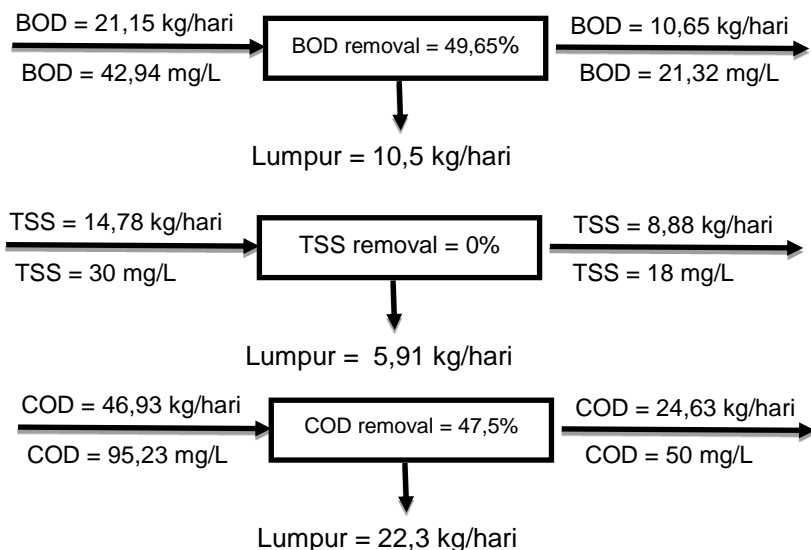 BOD = 21,15 kg/hari
BOD = 42,94 mg/L
BOD removal = 49,65%
BOD = 10,65 kg/hari
BOD = 21,32 mg/L
Lumpur = 10,5 kg/hari
TSS = 14,78 kg/hari
TSS = 30 mg/L
TSS removal = 0%
TSS = 8,88 kg/hari
TSS = 18 mg/L
Lumpur = 5,91 kg/hari
COD = 46,93 kg/hari
COD = 95,23 mg/L
COD removal = 47,5%
COD = 24,63 kg/hari
COD = 50 mg/L
Lumpur = 22,3 kg/hari